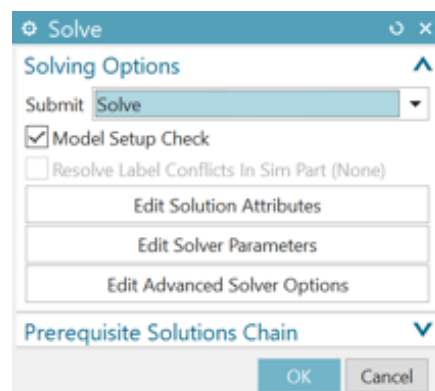 Solve
Solving Options
Submit Solve
Model Setup Check
Resolve Label Conflicts In Sim Part (None)
Edit Solution Attributes
Edit Solver Parameters
Edit Advanced Solver Options
Prerequisite Solutions Chain
OK Cancel